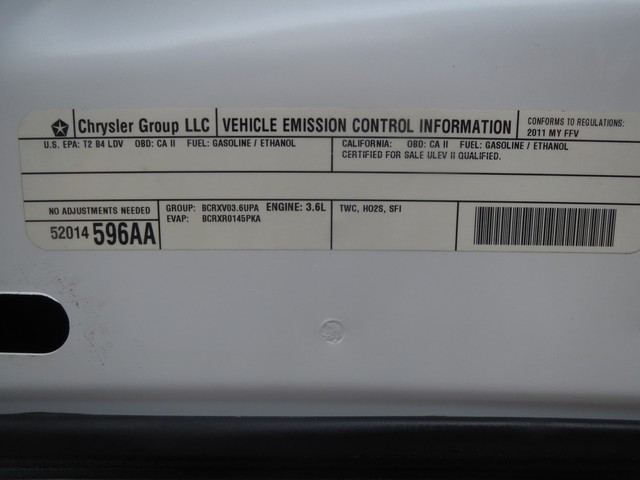 Chrysler Group LLC VEHICLE EMISSION CONTROL INFORMATION CONFORMS TO REGULATIONS:
2011 MY FFV
U.S. EPA: T2 B4 LDV OBD: CA II FUEL: GASOLINE / ETHANOL
CALIFORNIA: OBD: CA II FUEL: GASOLINE / ETHANOL
CERTIFIED FOR SALE ULEV II QUALIFIED.
NO ADJUSTMENTS NEEDED
52014 596AA
GROUP: BCRXV03.6UPA ENGINE: 3.6L
EVAP: BCRXR0145PKA
TWC, HO2S, SFI